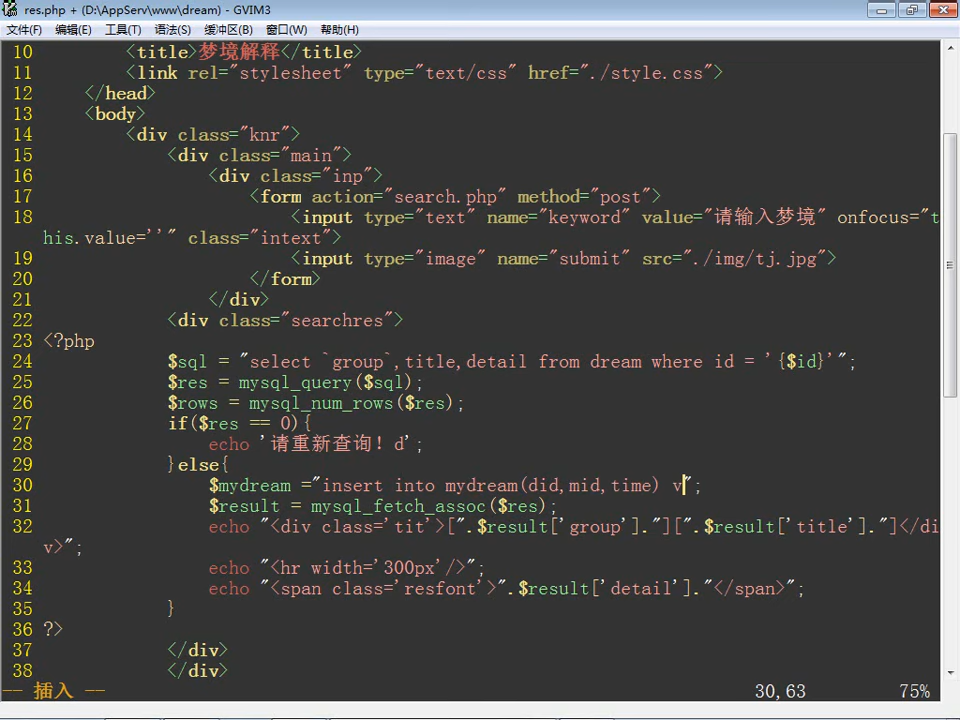 res.php + (D:\AppServ\www\dream) - GVIM3
文件(F) 编辑(E) 工具(T) 语法(S) 缓冲区(B) 窗口(W) 帮助(H)
10 <title>梦境解释</title>
11 <link rel="stylesheet" type="text/css" href="./style.css">
12 </head>
13 <body>
14 <div class="knr">
15 <div class="main">
16 <div class="inp">
17 <form action="search.php" method="post">
18 <input type="text" name="keyword" value="请输入梦境" onfocus="t
his.value=''" class="intext">
19 <input type="image" name="submit" src="./img/tj.jpg">
20 </form>
21 </div>
22 <div class="searchres">
23 <?php
24 $sql = "select `group`,title,detail from dream where id = '{$id}'";
25 $res = mysql_query($sql);
26 $rows = mysql_num_rows($res);
27 if($res == 0){
28 echo '请重新查询! d';
29 }else{
30 $mydream ="insert into mydream(did,mid,time) v";
31 $result = mysql_fetch_assoc($res);
32 echo "<div class='tit'>[".$result['group']."][".$result['title']."]</di
v>";
33 echo "<hr width='300px'/>";
34 echo "<span class='resfont'>".$result['detail']."</span>";
35 }
36 ?>
37 </div>
38 </div>
-- 插入 -- 30,63 75%